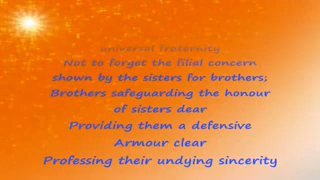 universal fraternity
Not to forget the filial concern
shown by the sisters for brothers;
Brothers safeguarding the honour
of sisters dear
Providing them a defensive
Armour clear
Professing their undying sincerity